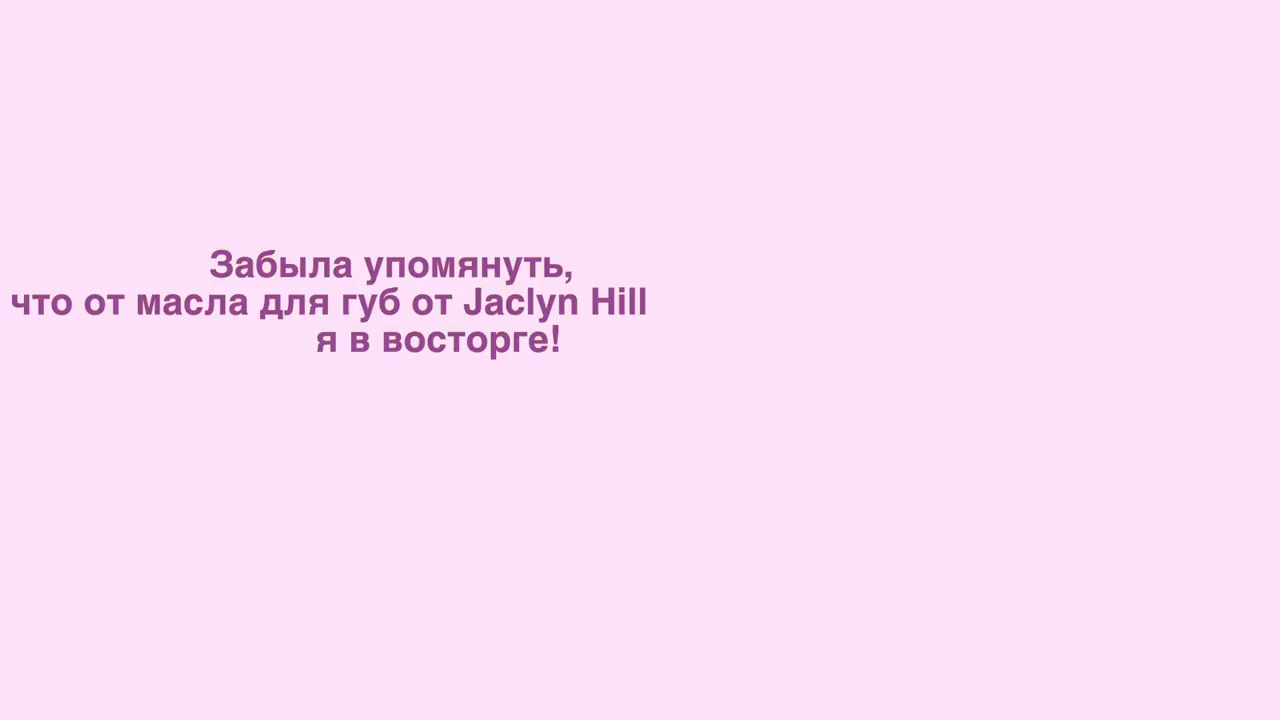 Забыла упомянуть,
что от масла для губ от Jaclyn Hill
я в восторге!